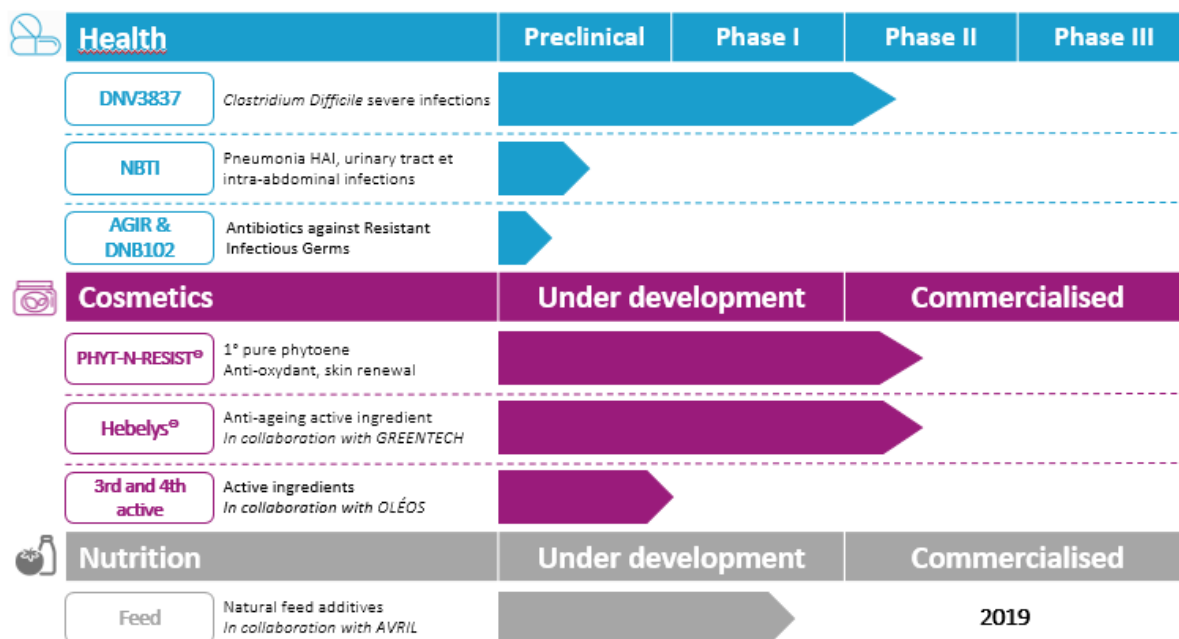 Health Preclinical Phase I Phase II Phase III
DNV3837 Clostridium Difficile severe infections
NBTI Pneumonia HAI, urinary tract et
intra-abdominal infections
AGIR &
DNB102
Antibiotics against Resistant
Infectious Germs
Cosmetics Under development Commercialised
PHYT-N-RESIST® 1° pure phytoene
Anti-oxydant, skin renewal
Hebelys® Anti-ageing active ingredient
In collaboration with GREENTECH
3rd and 4th
active
Active ingredients
In collaboration with OLÉOS
Nutrition Under development Commercialised
Feed Natural feed additives
In collaboration with AVRIL
2019